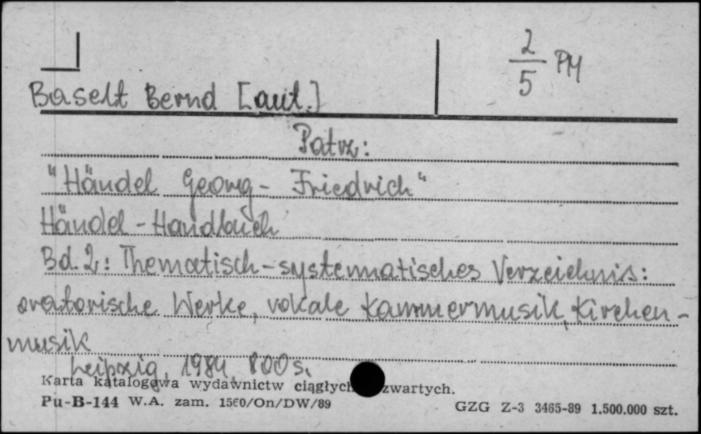 2
5 PM
Baselt Bernd [aut.]
Patrz:
"Händel Georg - Friedrich"
Händel - Handbuch
Bd. 2: Thematisch - systematisches Verzeichnis:
oratorische Werke, vokale Kammermusik, Kirchen-
musik
Leipzig, 1984, 800 s.
Karta katalogowa wydawnictw ciągłych zwartych.
Pu-B-144 W.A. zam. 1560/On/DW/89
GZG Z-3 3465-89 1.500.000 szt.